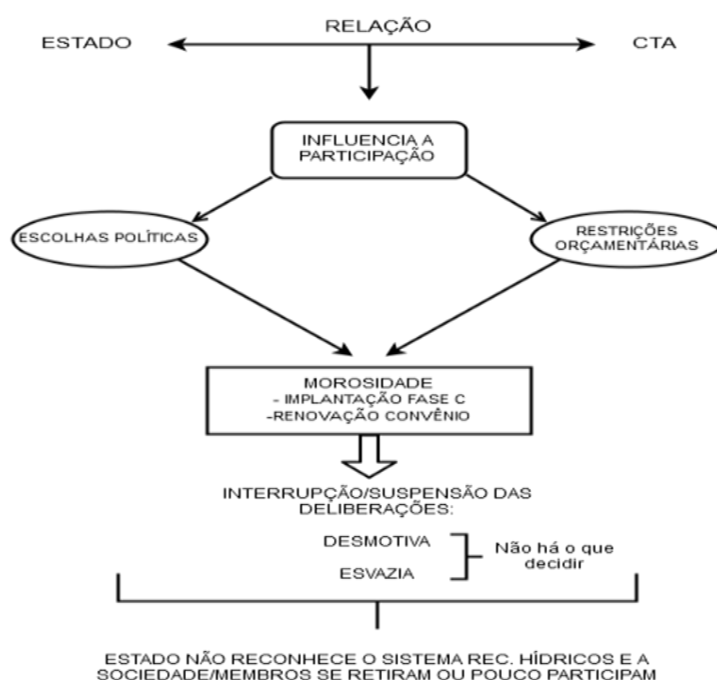 RELAÇÃO
ESTADO
CTA
INFLUENCIA A
PARTICIPAÇÃO
ESCOLHAS POLÍTICAS
RESTRIÇÕES
ORÇAMENTÁRIAS
MOROSIDADE
- IMPLANTAÇÃO FASE C
-RENOVAÇÃO CONVÊNIO
INTERRUPÇÃO/SUSPENSÃO DAS
DELIBERAÇÕES:
DESMOTIVA
ESVAZIA
Não há o que
decidir
ESTADO NÃO RECONHECE O SISTEMA REC. HÍDRICOS E A
SOCIEDADE/MEMBROS SE RETIRAM OU POUCO PARTICIPAM